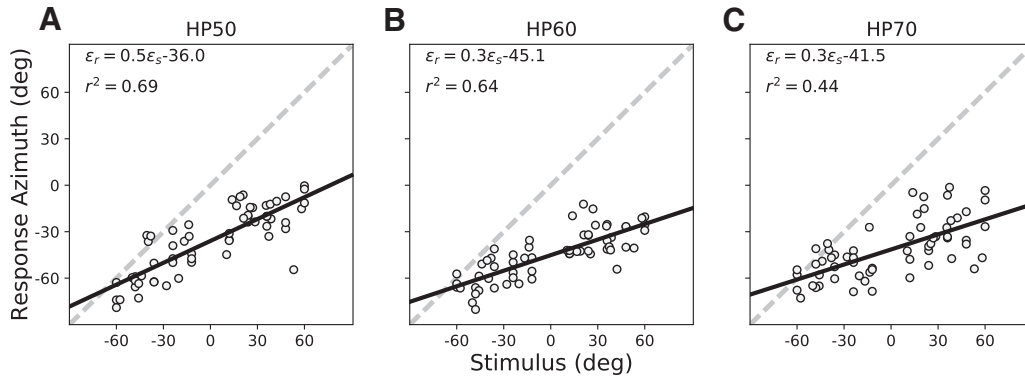 A
HP50
B
HP60
C
HP70
εr = 0.5εs-36.0
r² = 0.69
εr = 0.3εs-45.1
r² = 0.64
εr = 0.3εs-41.5
r² = 0.44
Response Azimuth (deg)
60
30
0
-30
-60
-60 -30 0 30 60
-60 -30 0 30 60
-60 -30 0 30 60
Stimulus (deg)